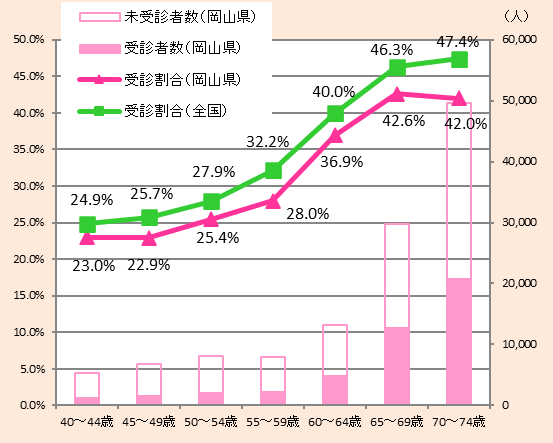 未受診者数(岡山県)
受診者数(岡山県)
受診割合(岡山県)
受診割合(全国)
(人)
50.0%
45.0%
40.0%
35.0%
30.0%
25.0%
20.0%
15.0%
10.0%
5.0%
0.0%
60,000
50,000
40,000
30,000
20,000
10,000
0
24.9%
25.7%
27.9%
32.2%
40.0%
46.3%
47.4%
23.0%
22.9%
25.4%
28.0%
36.9%
42.6%
42.0%
40～44歳
45～49歳
50～54歳
55～59歳
60～64歳
65～69歳
70～74歳